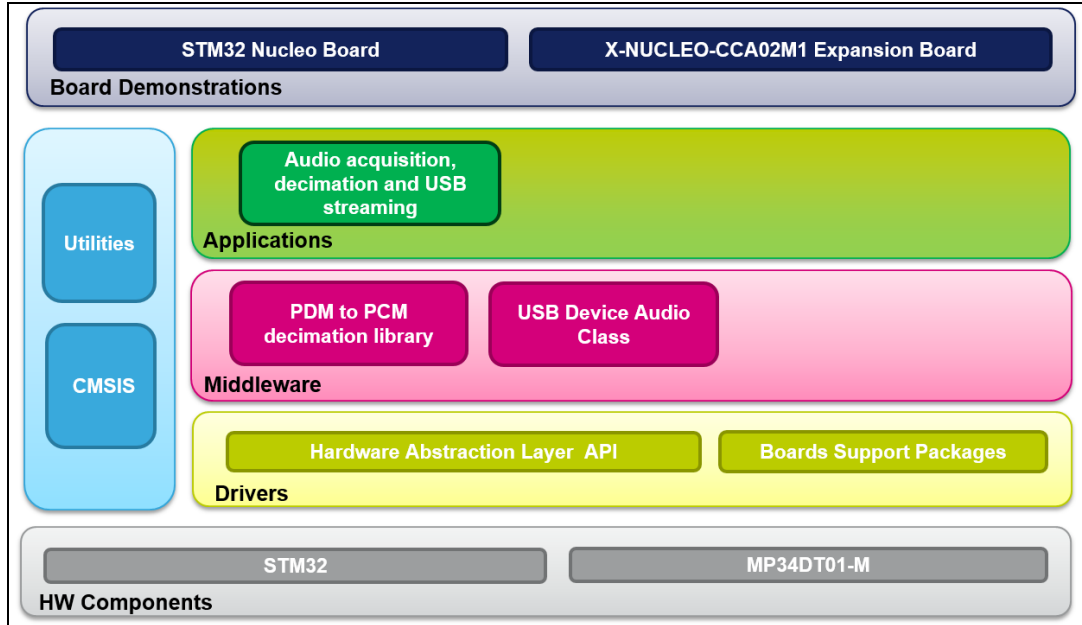 STM32 Nucleo Board
X-NUCLEO-CCA02M1 Expansion Board
Board Demonstrations
Utilities
CMSIS
Audio acquisition,
decimation and USB
streaming
Applications
PDM to PCM
decimation library
USB Device Audio
Class
Middleware
Hardware Abstraction Layer API
Boards Support Packages
Drivers
STM32
MP34DT01-M
HW Components